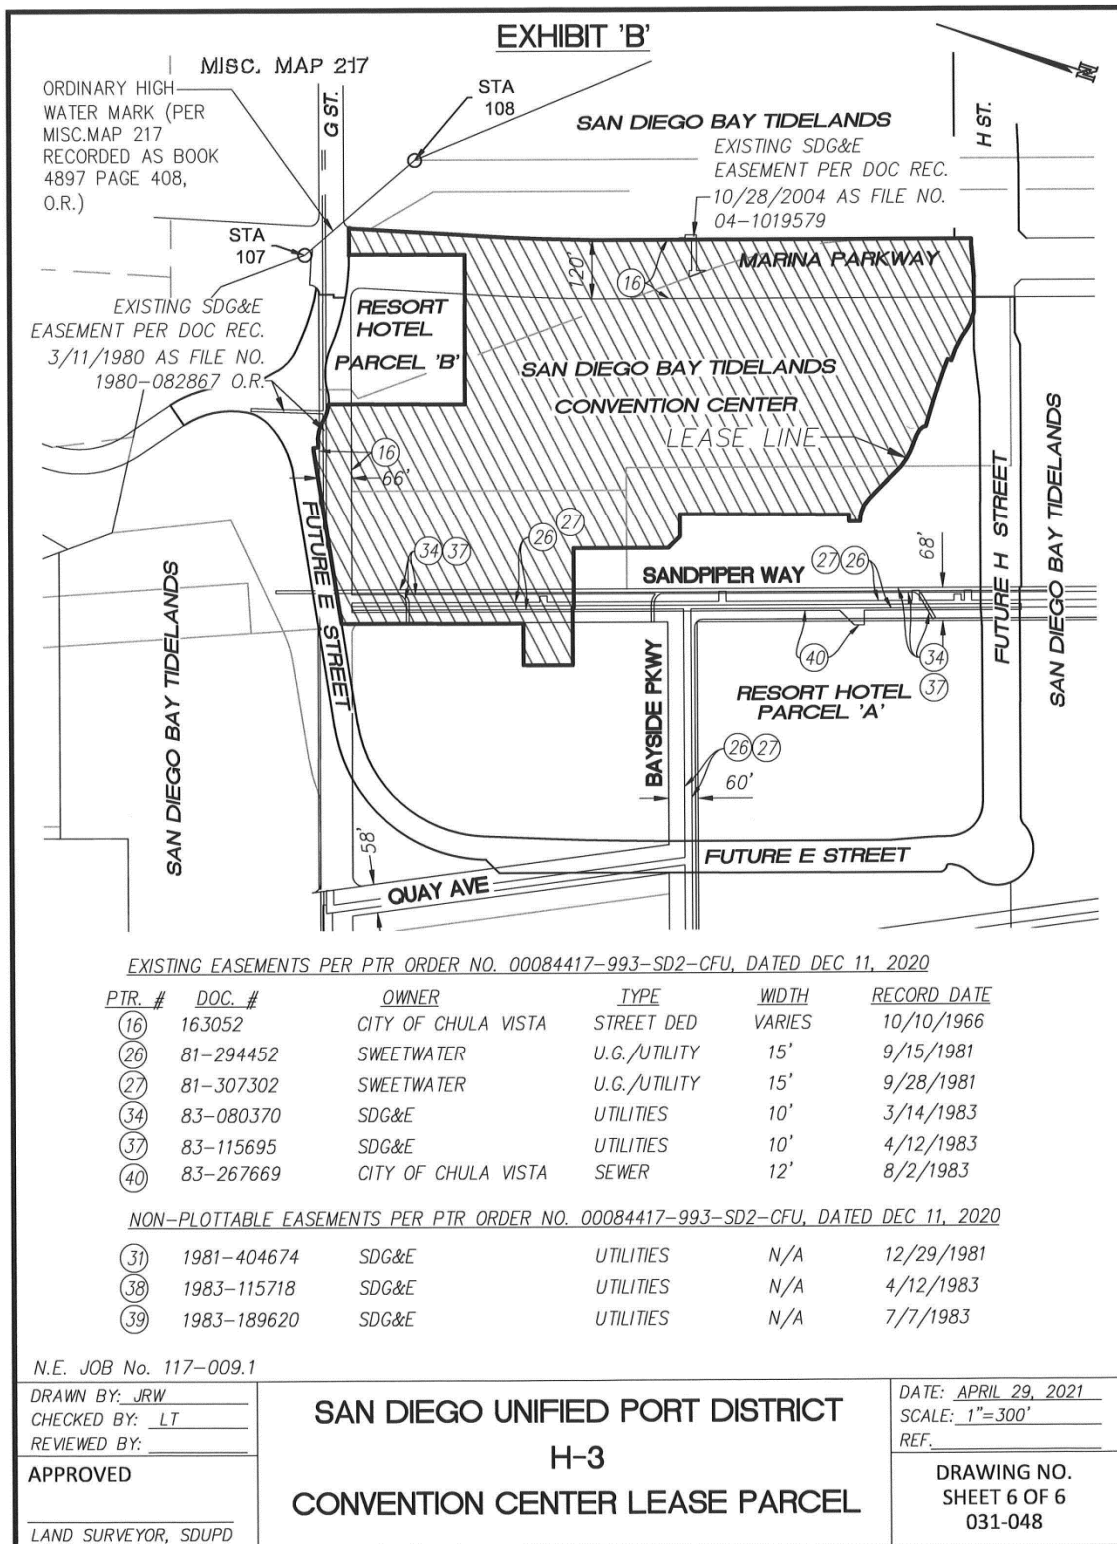 EXHIBIT 'B'
MISC. MAP 217
ORDINARY HIGH
WATER MARK (PER
MISC.MAP 217
RECORDED AS BOOK
4897 PAGE 408,
O.R.)
G ST.
STA
108
SAN DIEGO BAY TIDELANDS
EXISTING SDG&E
EASEMENT PER DOC REC.
10/28/2004 AS FILE NO.
04-1019579
H ST.
N
STA
107
120'
16
MARINA PARKWAY
EXISTING SDG&E
EASEMENT PER DOC REC.
3/11/1980 AS FILE NO.
1980-082867 O.R.
RESORT
HOTEL
PARCEL 'B'
SAN DIEGO BAY TIDELANDS
CONVENTION CENTER
LEASE LINE
16
66'
FUTURE E STREET
34 37
26 27
SANDPIPER WAY
27 26
68'
FUTURE H STREET
SAN DIEGO BAY TIDELANDS
SAN DIEGO BAY TIDELANDS
40
34
37
RESORT HOTEL
PARCEL 'A'
BAYSIDE PKWY
26 27
60'
58'
QUAY AVE
FUTURE E STREET
EXISTING EASEMENTS PER PTR ORDER NO. 00084417-993-SD2-CFU, DATED DEC 11, 2020
PTR. # DOC. # OWNER TYPE WIDTH RECORD DATE
16 163052 CITY OF CHULA VISTA STREET DED VARIES 10/10/1966
26 81-294452 SWEETWATER U.G./UTILITY 15' 9/15/1981
27 81-307302 SWEETWATER U.G./UTILITY 15' 9/28/1981
34 83-080370 SDG&E UTILITIES 10' 3/14/1983
37 83-115695 SDG&E UTILITIES 10' 4/12/1983
40 83-267669 CITY OF CHULA VISTA SEWER 12' 8/2/1983
NON-PLOTTABLE EASEMENTS PER PTR ORDER NO. 00084417-993-SD2-CFU, DATED DEC 11, 2020
31 1981-404674 SDG&E UTILITIES N/A 12/29/1981
38 1983-115718 SDG&E UTILITIES N/A 4/12/1983
39 1983-189620 SDG&E UTILITIES N/A 7/7/1983
N.E. JOB No. 117-009.1
DRAWN BY: JRW
CHECKED BY: LT
REVIEWED BY:
APPROVED
LAND SURVEYOR, SDUPD
SAN DIEGO UNIFIED PORT DISTRICT
H-3
CONVENTION CENTER LEASE PARCEL
DATE: APRIL 29, 2021
SCALE: 1"=300'
REF.
DRAWING NO.
SHEET 6 OF 6
031-048